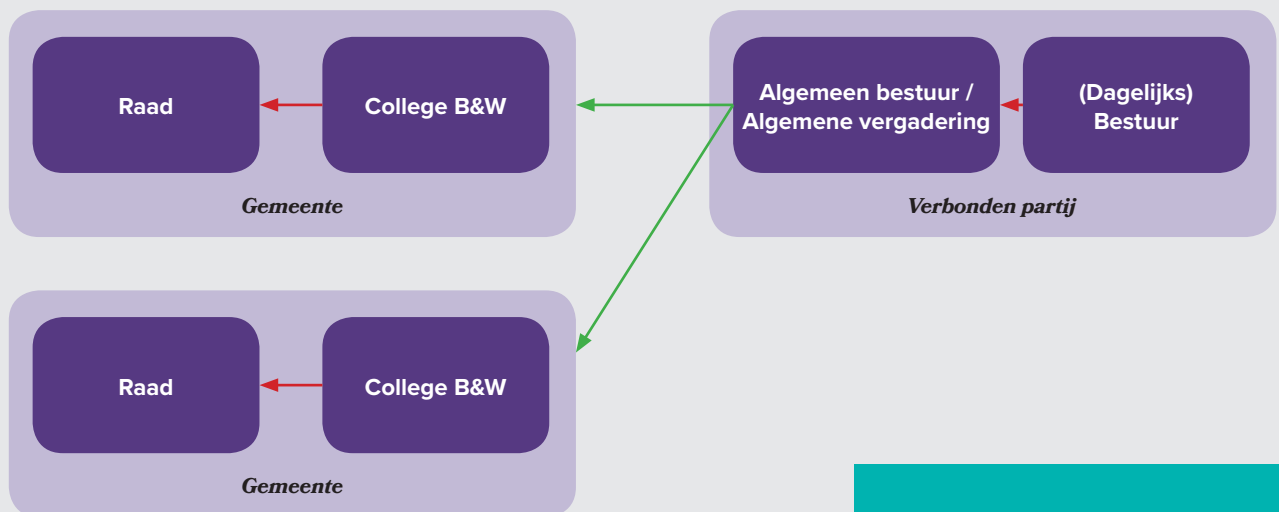 Raad
College B&W
Gemeente
Algemeen bestuur /
Algemene vergadering
(Dagelijks)
Bestuur
Verbonden partij
Raad
College B&W
Gemeente